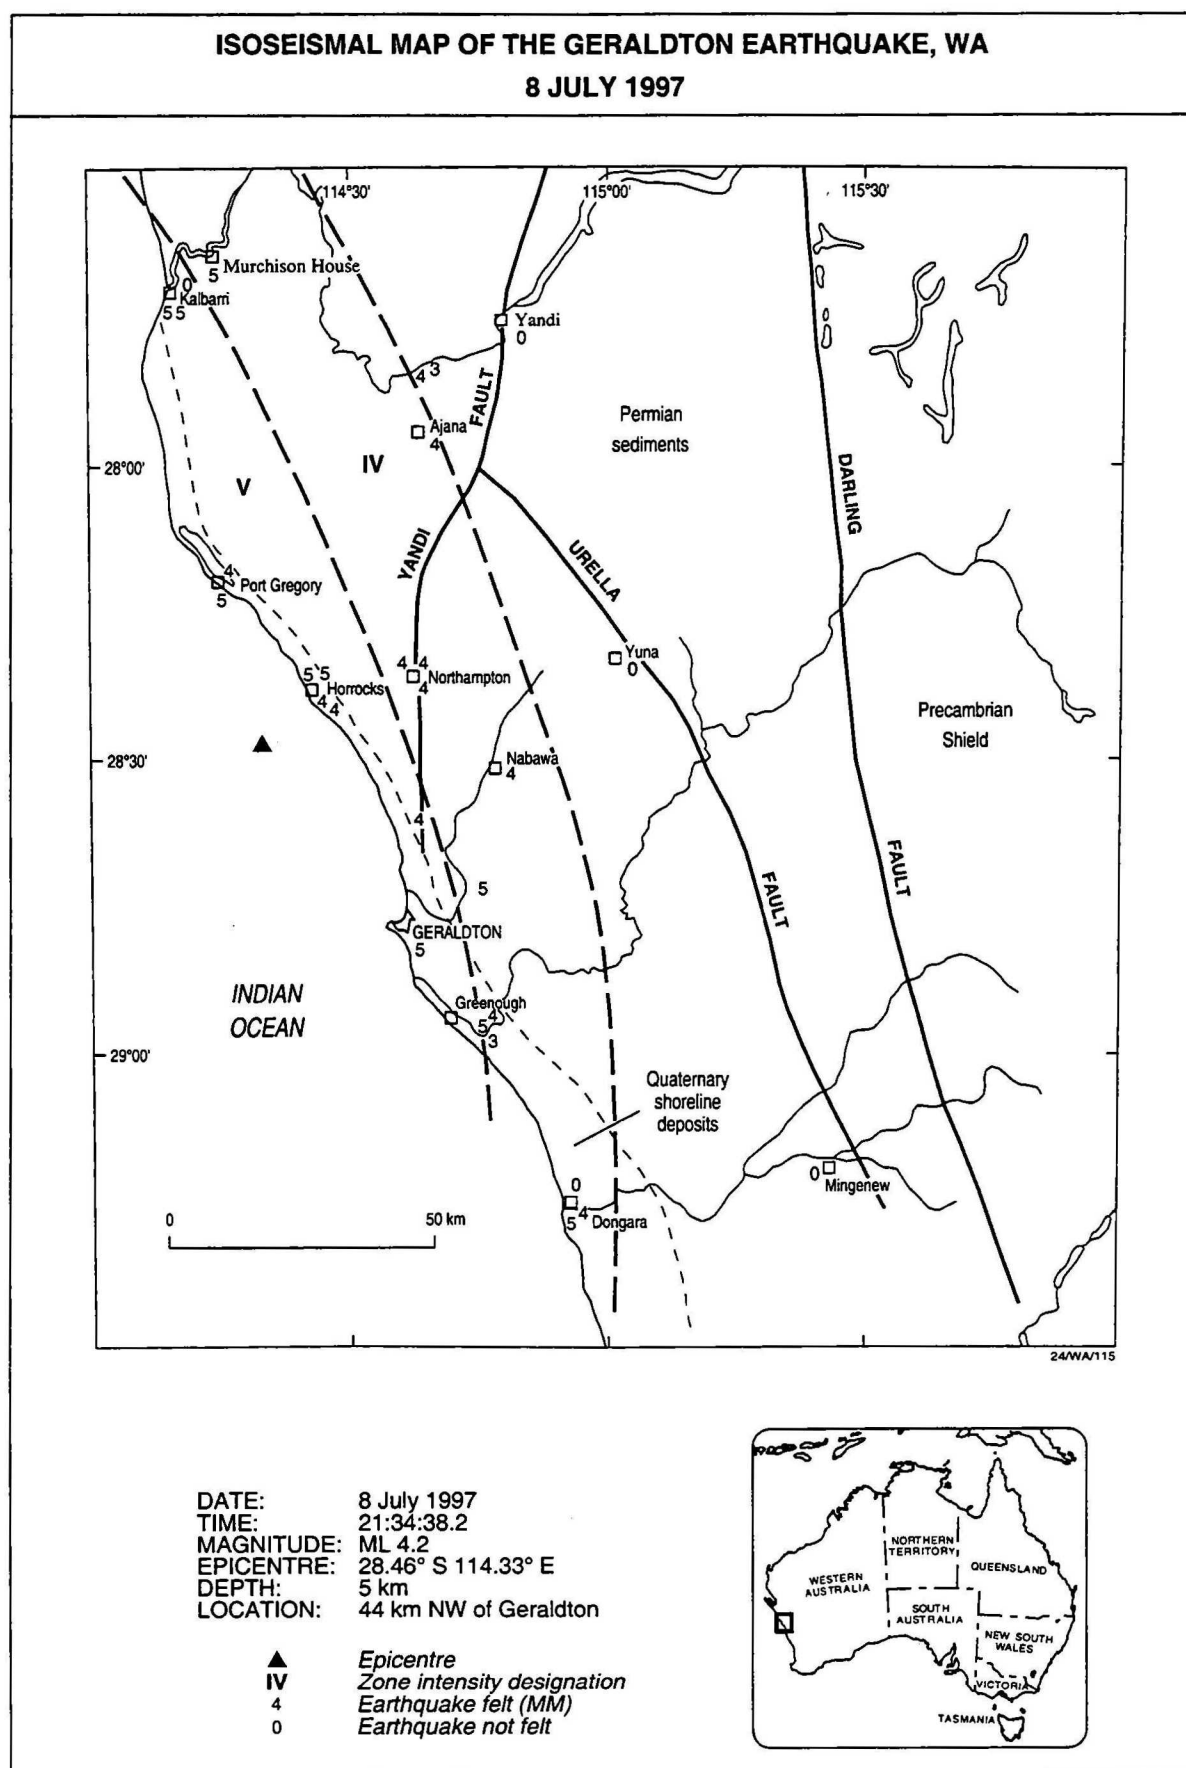 ISOSEISMAL MAP OF THE GERALDTON EARTHQUAKE, WA
8 JULY 1997
114°30'
115°00'
115°30'
5
Murchison House
0
Kalbarri
5 5
Yandi
0
4 3
FAULT
Ajana
4
Permian
sediments
28°00'
IV
V
DARLING
YANDI
URELLA
4
Port Gregory
5
Yuna
0
4 4
Northampton
4
5 5
Horrocks
4 4
Precambrian
Shield
28°30'
Nabawa
4
4
FAULT
FAULT
5
GERALDTON
5
INDIAN
OCEAN
Greenough
4
5
3
29°00'
Quaternary
shoreline
deposits
0
Mingenew
0
5 4 Dongara
0
50 km
24/WA/115
DATE: 8 July 1997
TIME: 21:34:38.2
MAGNITUDE: ML 4.2
EPICENTRE: 28.46° S 114.33° E
DEPTH: 5 km
LOCATION: 44 km NW of Geraldton
Epicentre
IV Zone intensity designation
4 Earthquake felt (MM)
0 Earthquake not felt
NORTHERN
TERRITORY
WESTERN
AUSTRALIA
QUEENSLAND
SOUTH
AUSTRALIA
NEW SOUTH
WALES
VICTORIA
TASMANIA